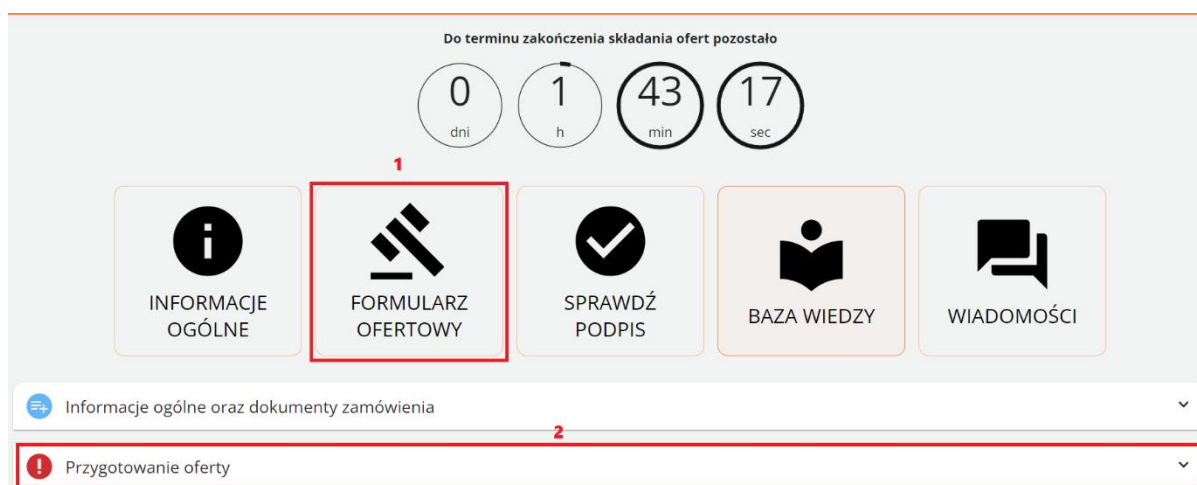 Do terminu zakończenia składania ofert pozostało
0 1 43 17
dni h min sec
1
INFORMACJE
OGÓLNE
FORMULARZ
OFERTOWY
SPRAWDŹ
PODPIS
BAZA WIEDZY
WIADOMOŚCI
Informacje ogólne oraz dokumenty zamówienia
2
Przygotowanie oferty